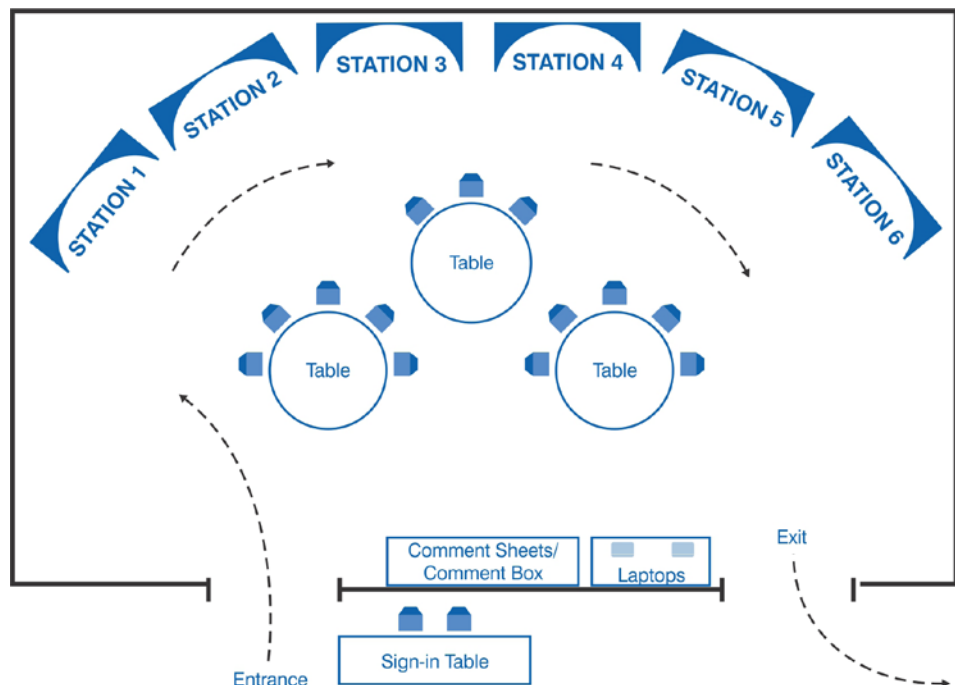 STATION 1
STATION 2
STATION 3
STATION 4
STATION 5
STATION 6
Table
Table
Table
Comment Sheets/
Comment Box
Laptops
Exit
Sign-in Table
Entrance